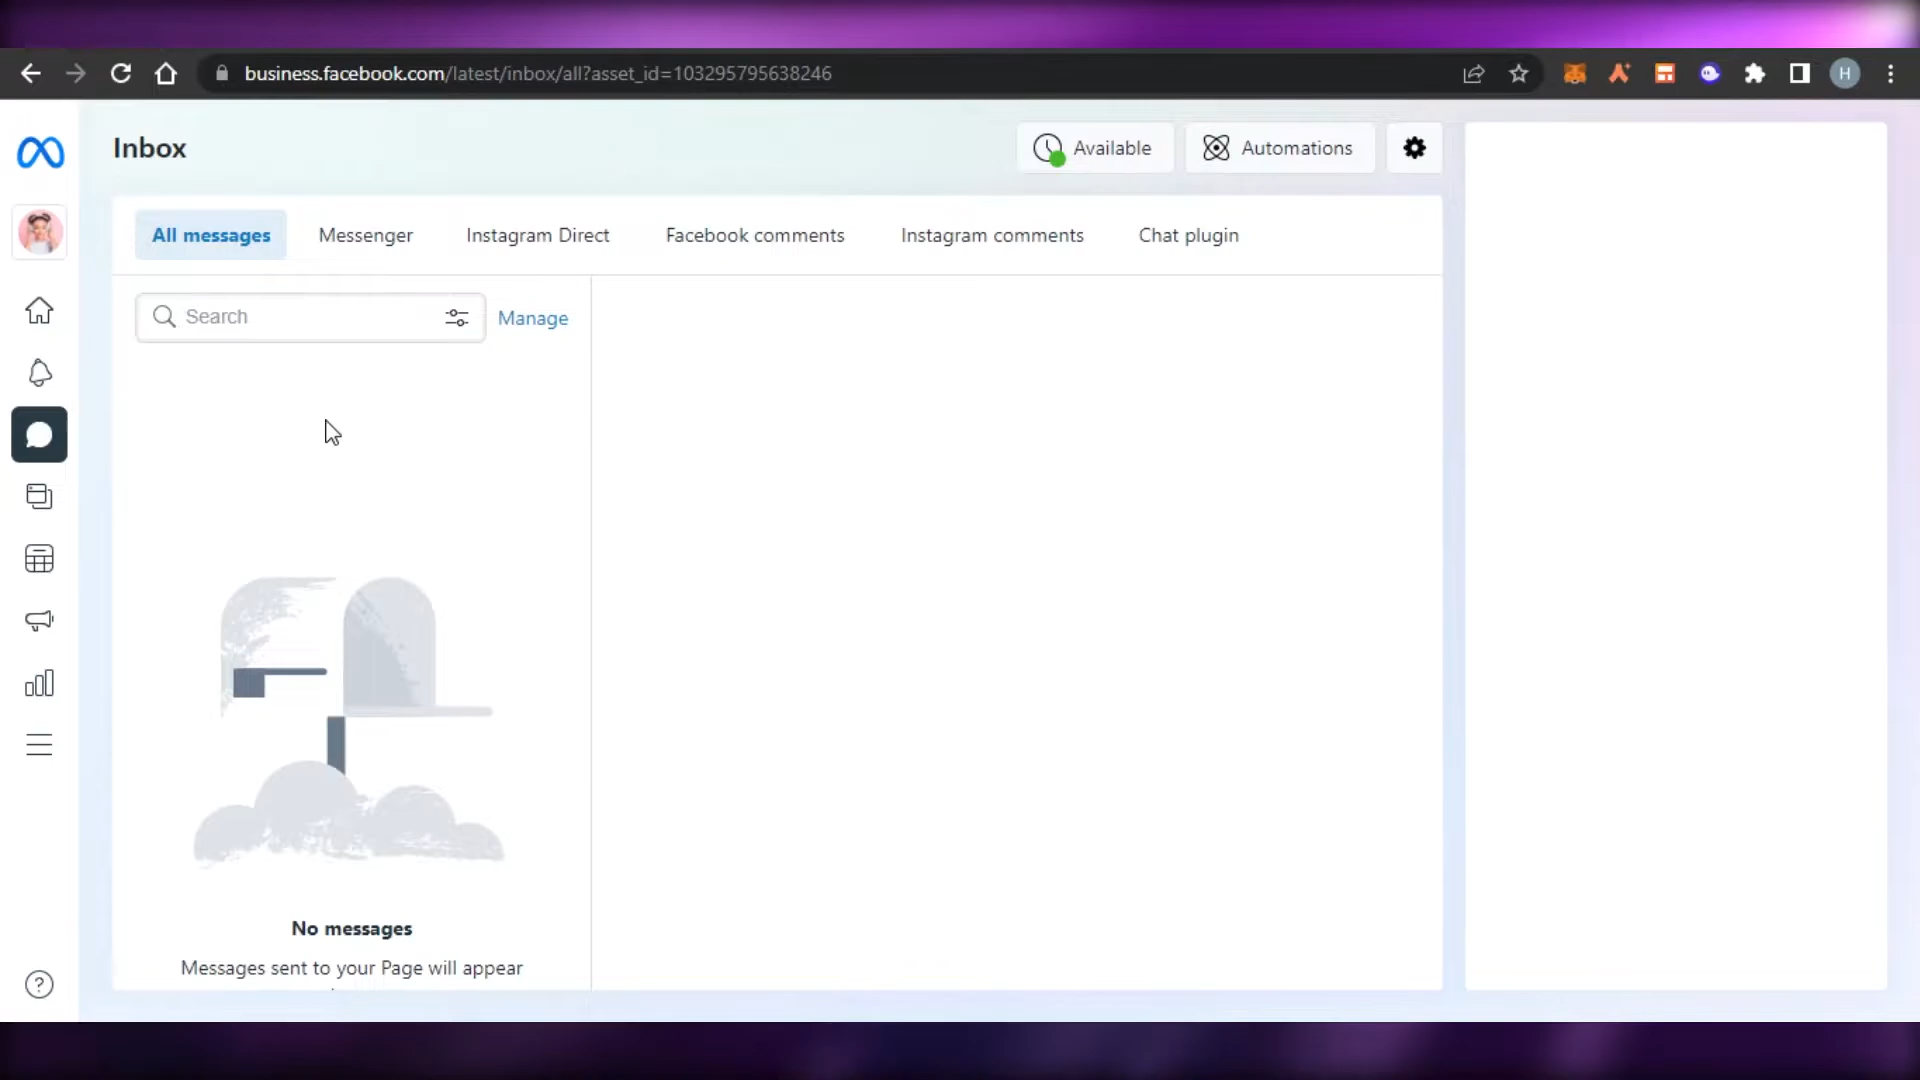 business.facebook.com/latest/inbox/all?asset_id=103295795638246
H
Inbox
Available
Automations
All messages
Messenger
Instagram Direct
Facebook comments
Instagram comments
Chat plugin
Search
Manage
No messages
Messages sent to your Page will appear